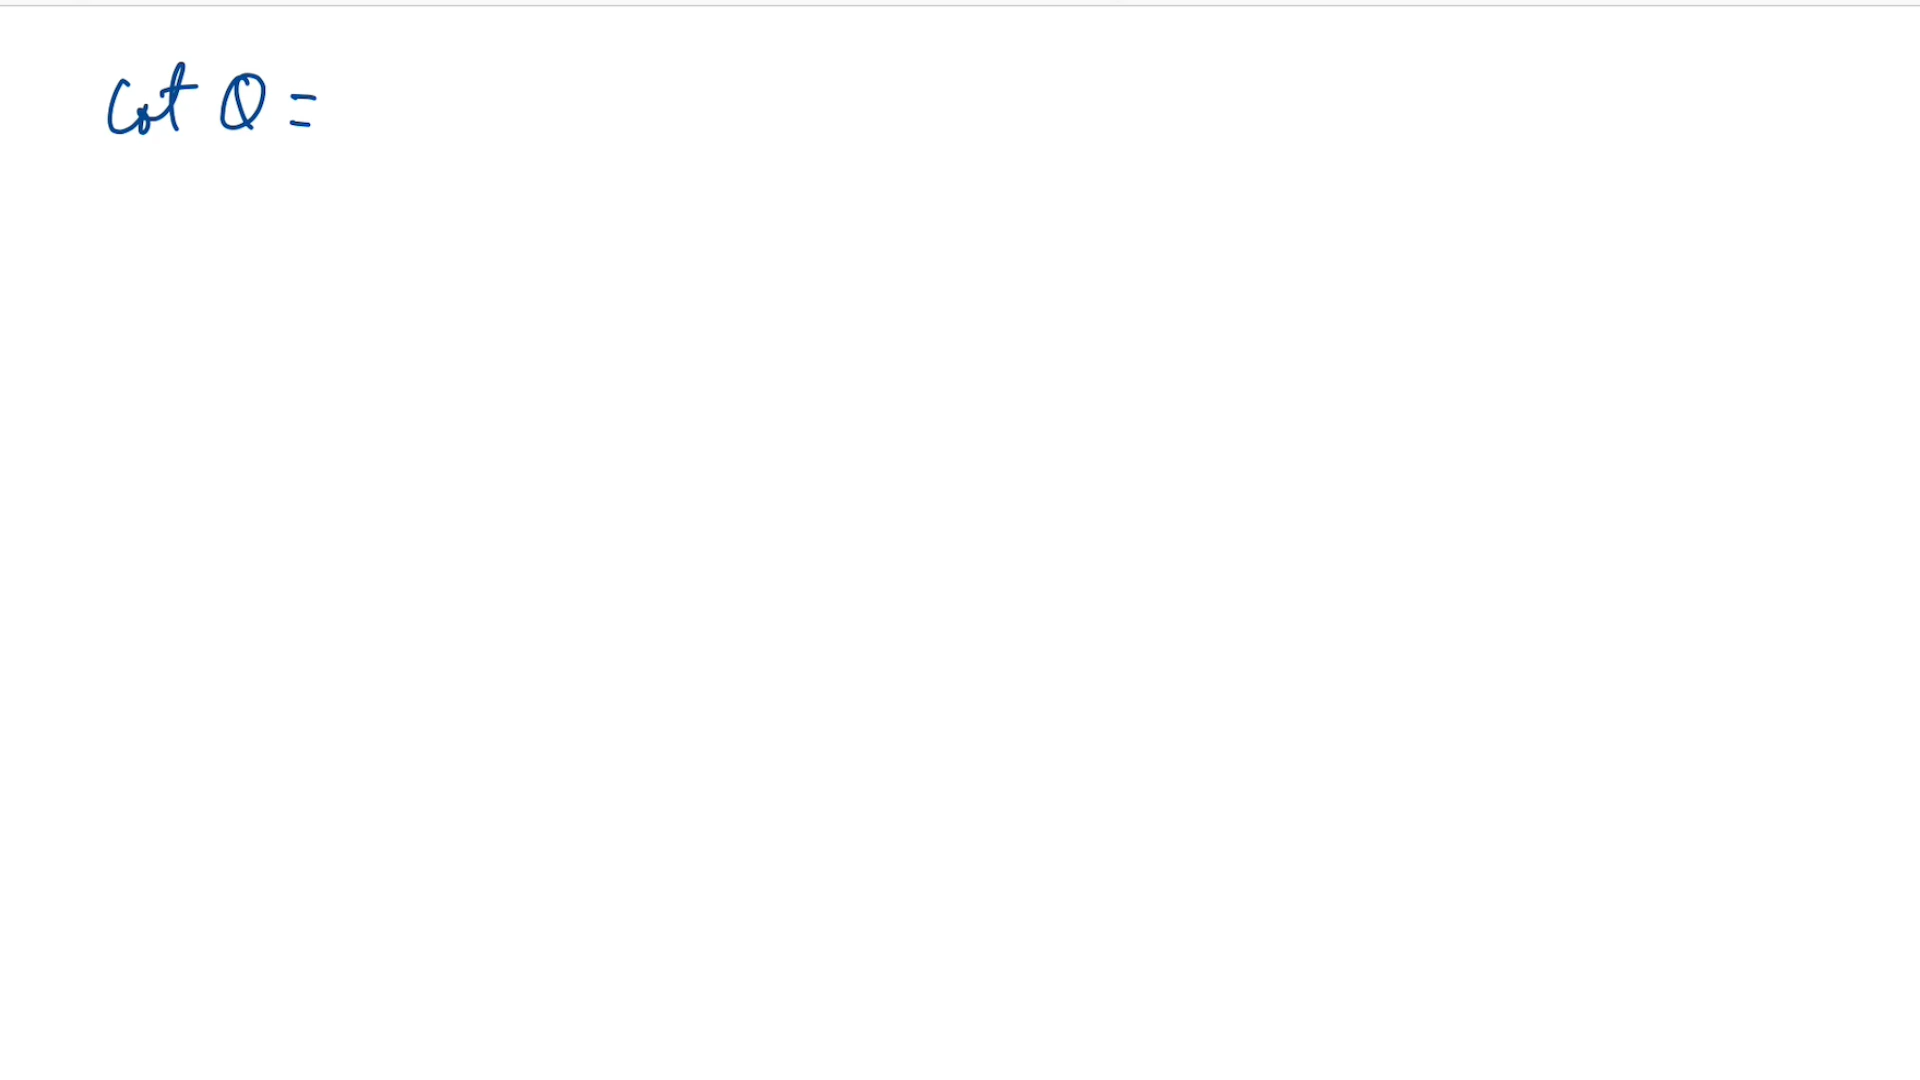 cot θ =